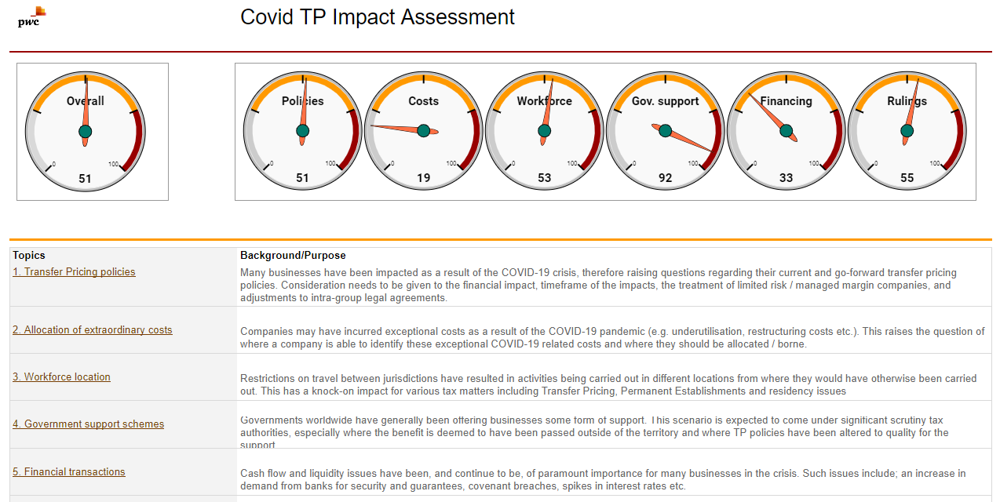 pwc
Covid TP Impact Assessment
Overall
0
100
51
Policies
0
100
51
Costs
0
100
19
Workforce
0
100
53
Gov. support
0
100
92
Financing
0
100
33
Rulings
0
100
55
Topics
Background/Purpose
1. Transfer Pricing policies
Many businesses have been impacted as a result of the COVID-19 crisis, therefore raising questions regarding their current and go-forward transfer pricing
policies. Consideration needs to be given to the financial impact, timeframe of the impacts, the treatment of limited risk / managed margin companies, and
adjustments to intra-group legal agreements.
2. Allocation of extraordinary costs
Companies may have incurred exceptional costs as a result of the COVID-19 pandemic (e.g. underutilisation, restructuring costs etc.). This raises the question of
where a company is able to identify these exceptional COVID-19 related costs and where they should be allocated / borne.
3. Workforce location
Restrictions on travel between jurisdictions have resulted in activities being carried out in different locations from where they would have otherwise been carried
out. This has a knock-on impact for various tax matters including Transfer Pricing, Permanent Establishments and residency issues
4. Government support schemes
Governments worldwide have generally been offering businesses some form of support. This scenario is expected to come under significant scrutiny tax
authorities, especially where the benefit is deemed to have been passed outside of the territory and where TP policies have been altered to quality for the
support
5. Financial transactions
Cash flow and liquidity issues have been, and continue to be, of paramount importance for many businesses in the crisis. Such issues include; an increase in
demand from banks for security and guarantees, covenant breaches, spikes in interest rates etc.